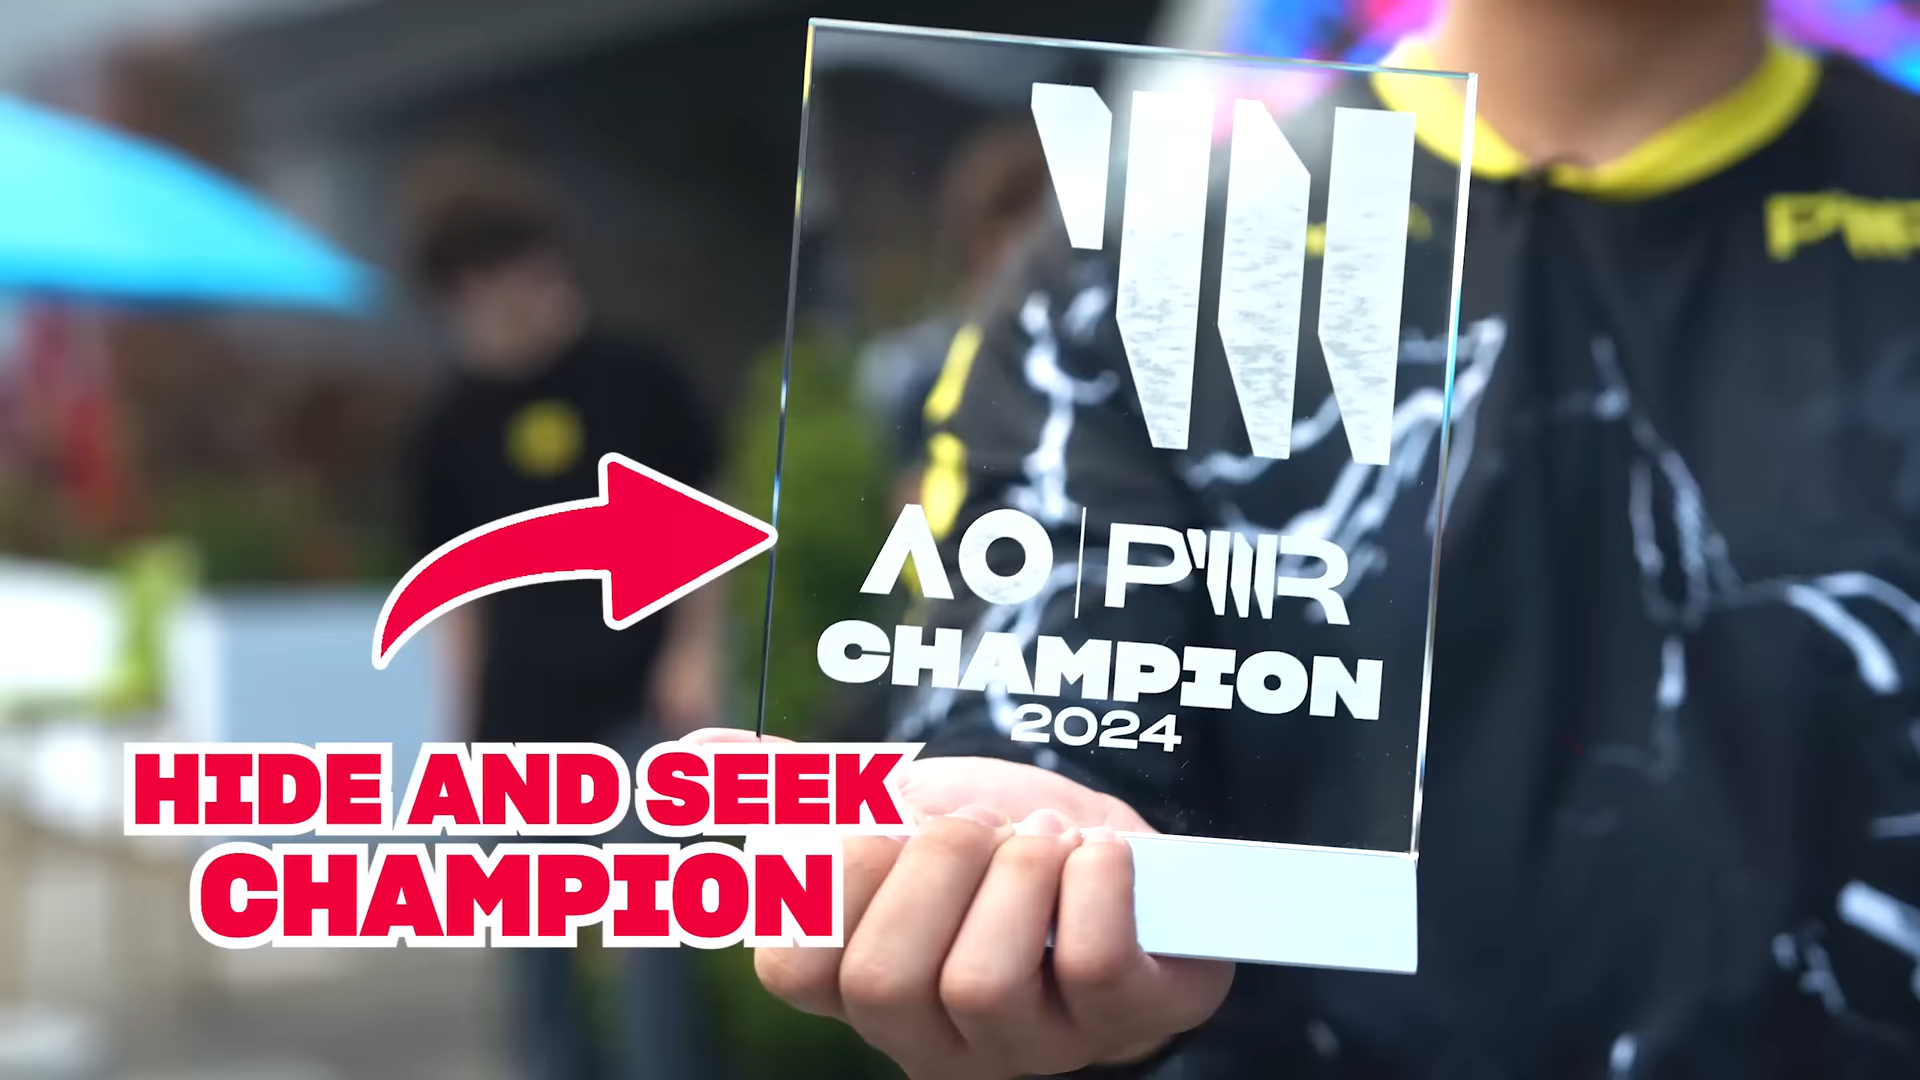 AO | PWR
CHAMPION
2024
HIDE AND SEEK
CHAMPION